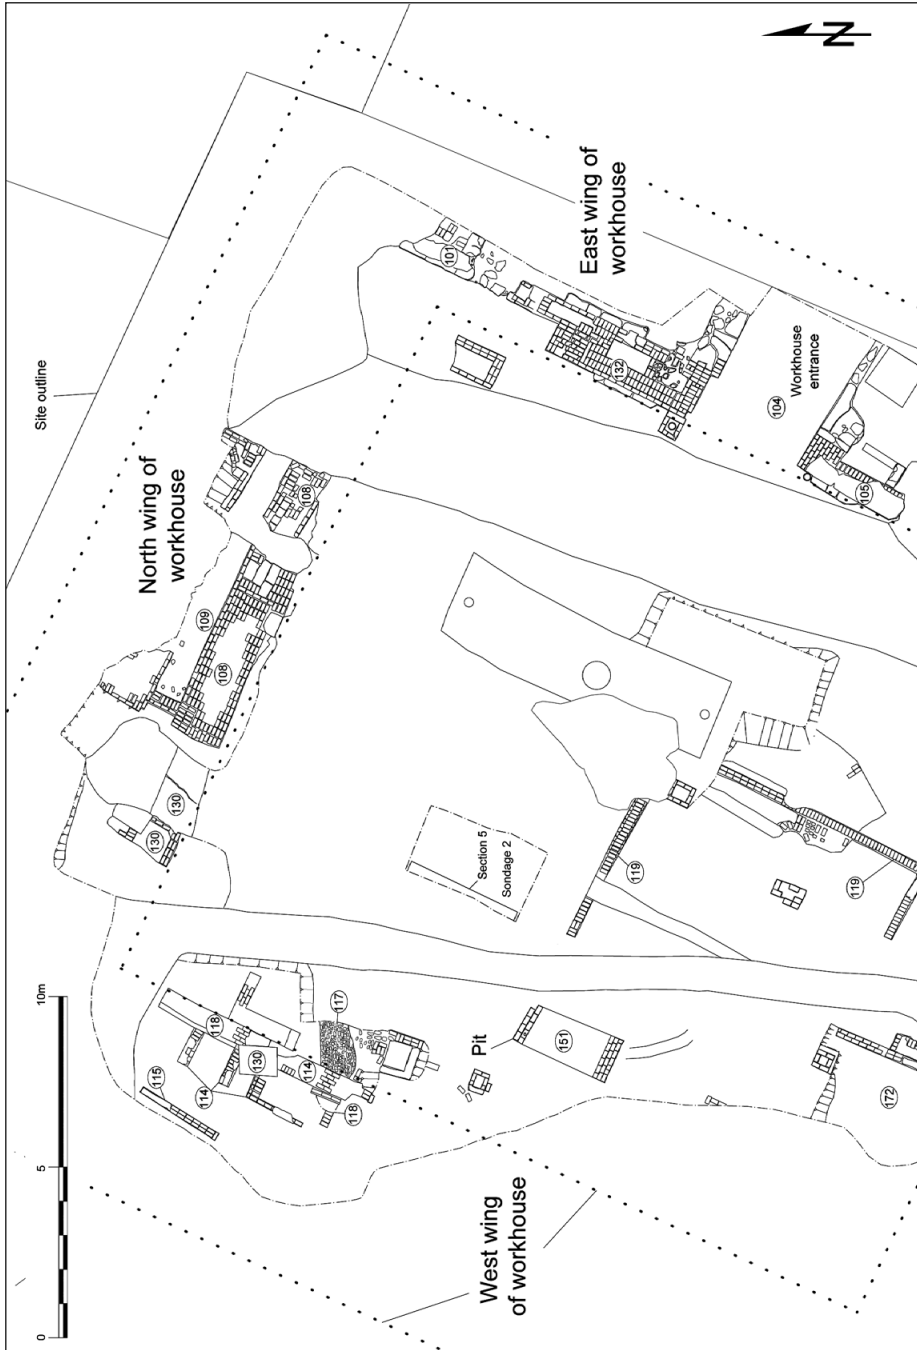 0
5
10m
Site outline
115
130
North wing of
workhouse
130
114
109
118
108
130
114
108
117
118
101
Section 5
Sondage 2
Pit
West wing
of workhouse
151
East wing of
workhouse
132
119
104
Workhouse
entrance
N
119
105
172